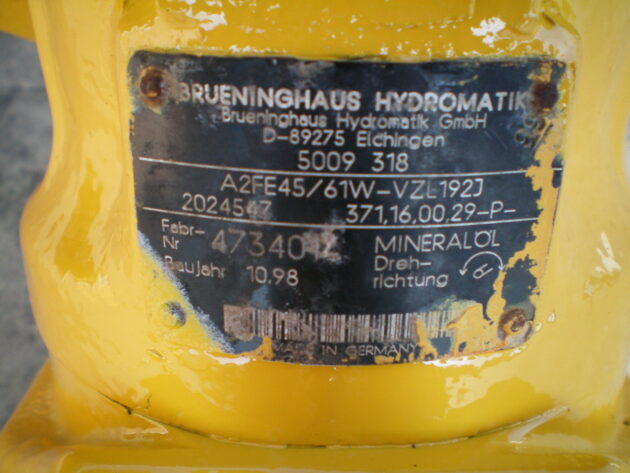 BRUENINGHAUS HYDROMATIK
Brueninghaus Hydromatik GmbH
D-89275 Elchingen
5009 318
A2FE45/61W-VZL192J
2024547 371.16.00.29-P-
Fabr-
Nr MINERALÖL
Baujahr 10.98 Dreh-
richtung
MADE IN GERMANY